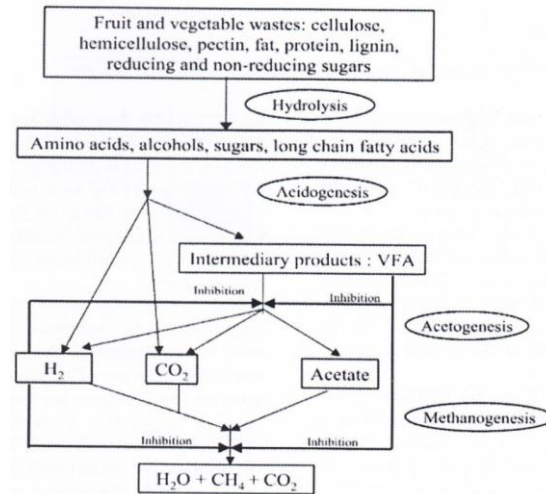 Fruit and vegetable wastes: cellulose,
hemicellulose, pectin, fat, protein, lignin,
reducing and non-reducing sugars
Hydrolysis
Amino acids, alcohols, sugars, long chain fatty acids
Acidogenesis
Intermediary products : VFA
Inhibition
Inhibition
Acetogenesis
H₂
CO₂
Acetate
Methanogenesis
Inhibition
Inhibition
H₂O + CH₄ + CO₂